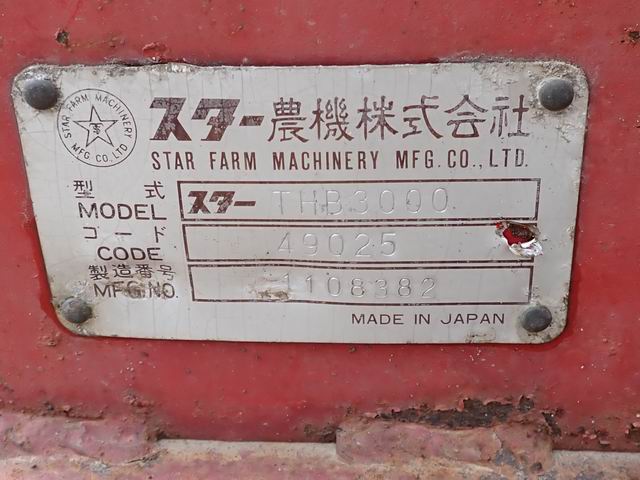 STAR FARM MACHINERY MFG. CO., LTD
スター農機株式会社
STAR FARM MACHINERY MFG. CO., LTD.
型 式 MODEL スター THB3000
コード CODE 49025
製造番号 MFG.NO. 1108382
MADE IN JAPAN